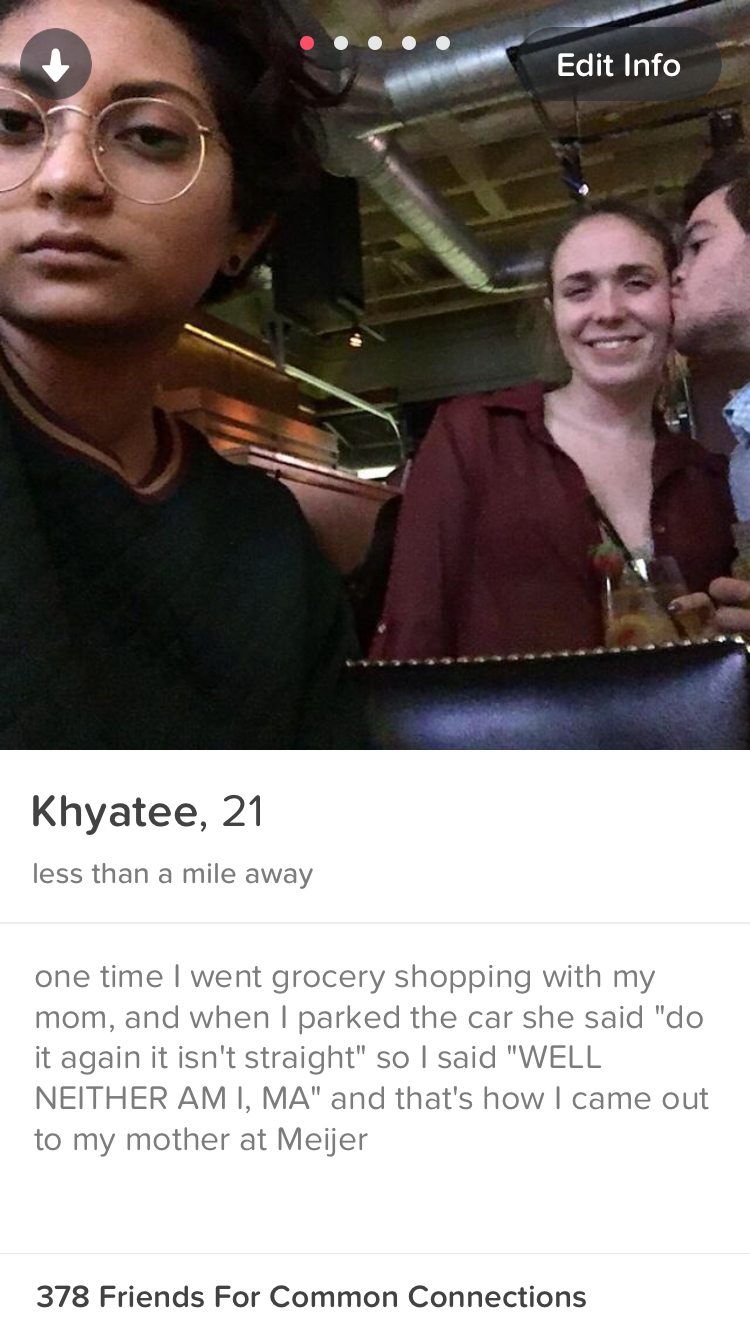 Edit Info
Khyatee, 21
less than a mile away
one time I went grocery shopping with my
mom, and when I parked the car she said "do
it again it isn't straight" so I said "WELL
NEITHER AM I, MA" and that's how I came out
to my mother at Meijer
378 Friends For Common Connections